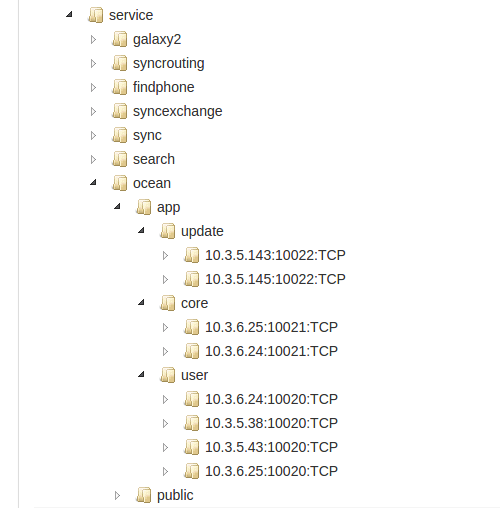 service
galaxy2
syncrouting
findphone
syncexchange
sync
search
ocean
app
update
10.3.5.143:10022:TCP
10.3.5.145:10022:TCP
core
10.3.6.25:10021:TCP
10.3.6.24:10021:TCP
user
10.3.6.24:10020:TCP
10.3.5.38:10020:TCP
10.3.5.43:10020:TCP
10.3.6.25:10020:TCP
public